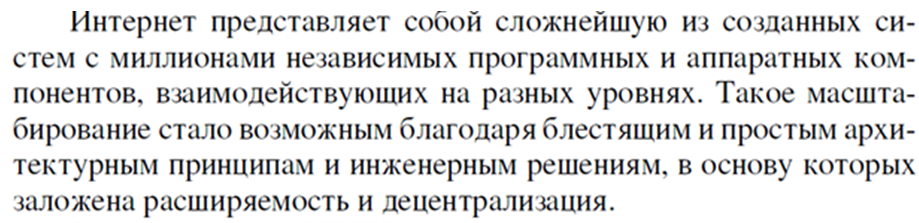 Интернет представляет собой сложнейшую из созданных си-
стем с миллионами независимых программных и аппаратных ком-
понентов, взаимодействующих на разных уровнях. Такое масшта-
бирование стало возможным благодаря блестящим и простым архи-
тектурным принципам и инженерным решениям, в основу которых
заложена расширяемость и децентрализация.